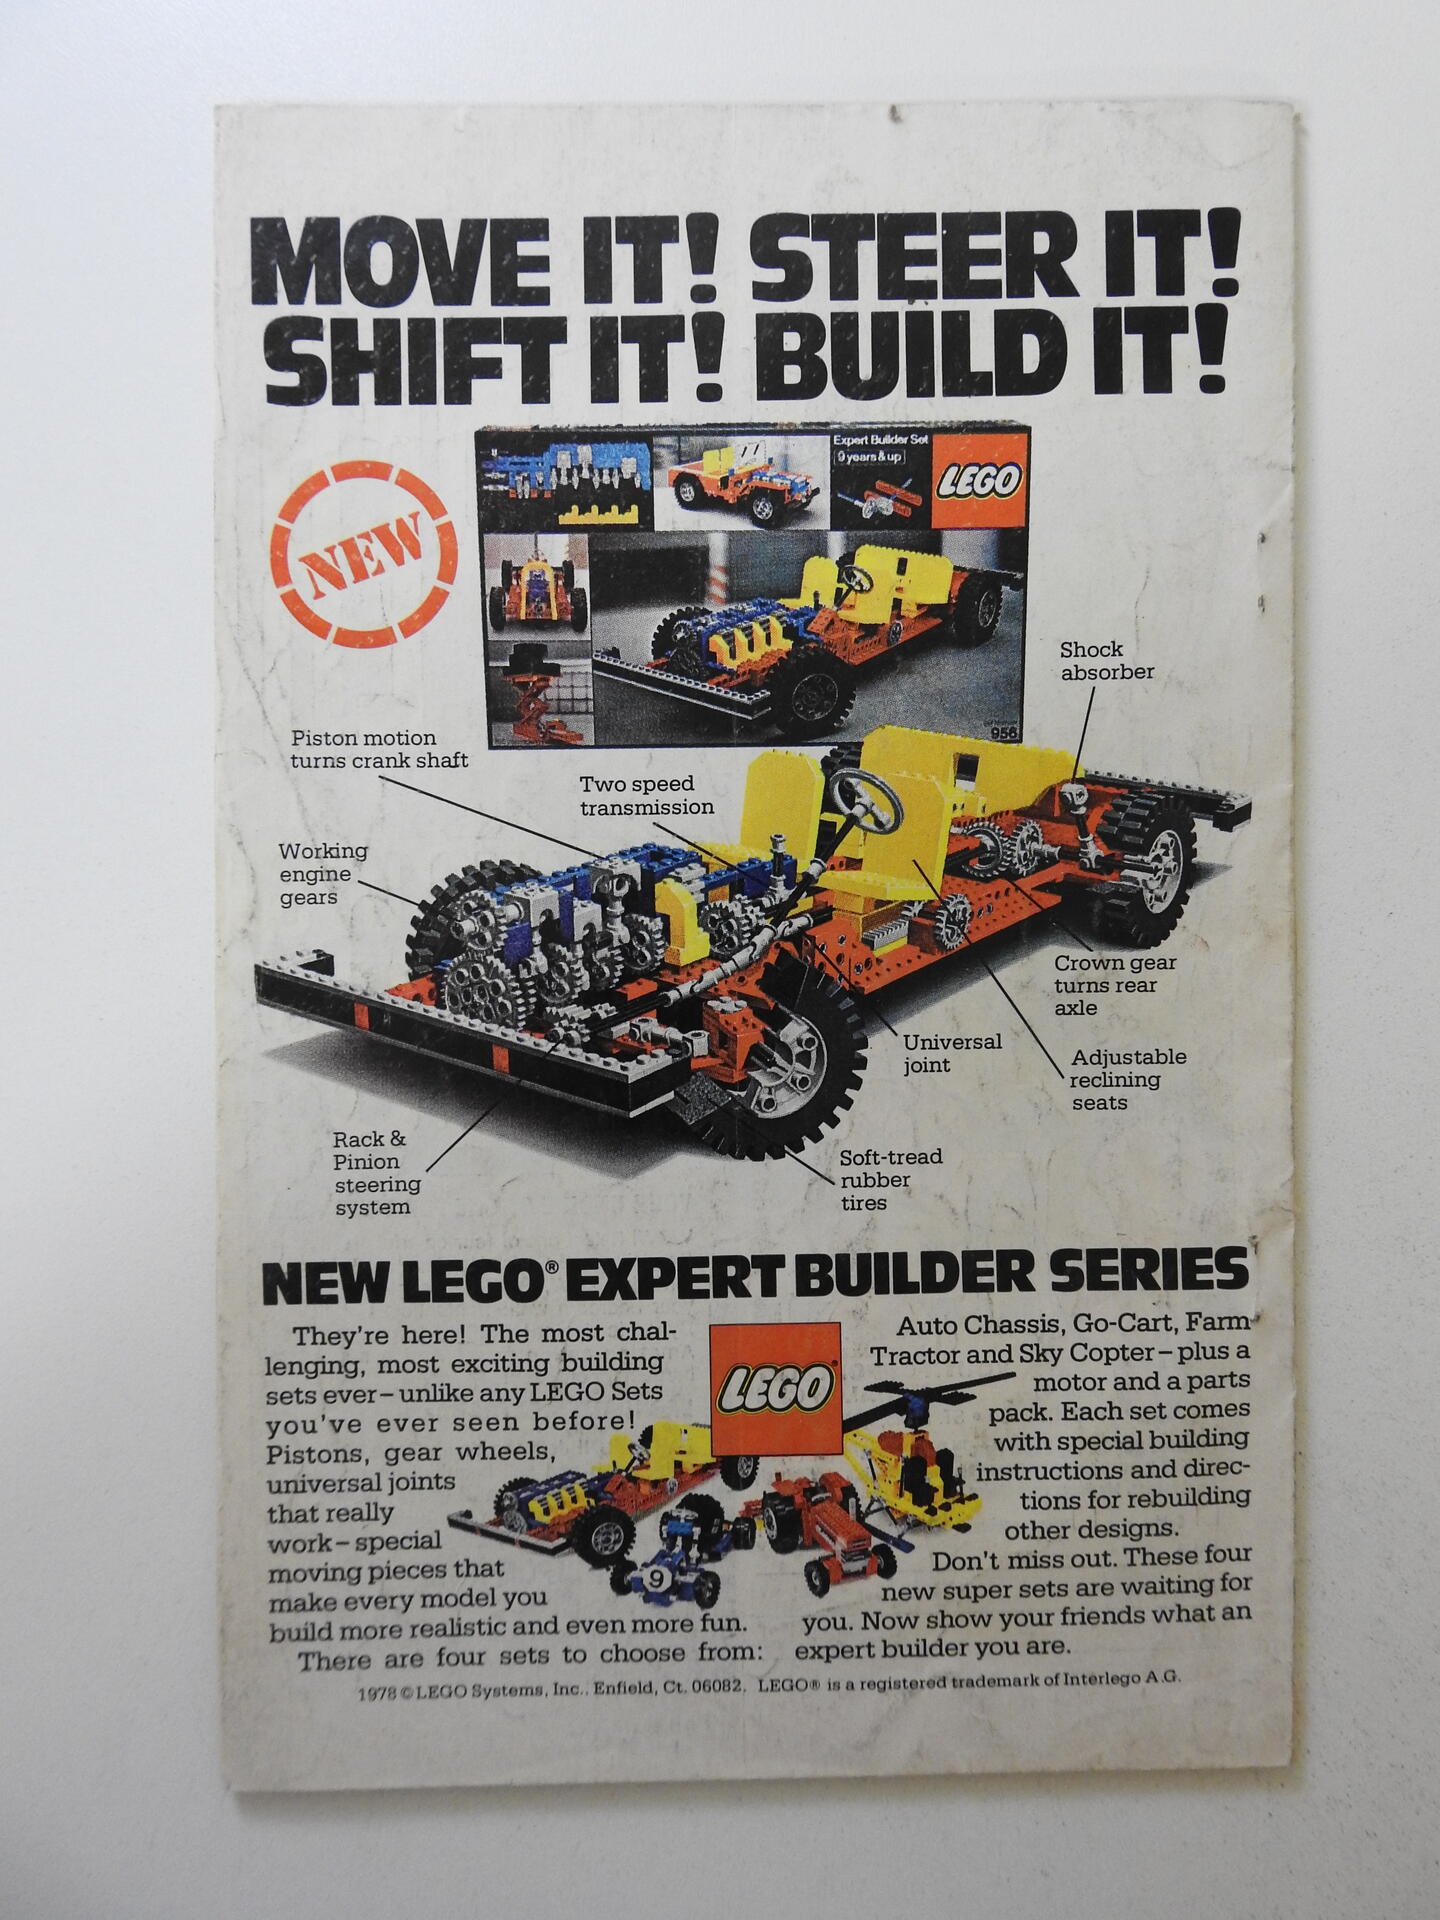 MOVE IT! STEER IT!
SHIFT IT! BUILD IT!
NEW
Expert Builder Set
9 years & up
LEGO
956
Shock
absorber
Piston motion
turns crank shaft
Two speed
transmission
Working
engine
gears
Crown gear
turns rear
axle
Universal
joint
Adjustable
reclining
seats
Rack &
Pinion
steering
system
Soft-tread
rubber
tires
NEW LEGO® EXPERT BUILDER SERIES
They're here! The most chal-
lenging, most exciting building
sets ever – unlike any LEGO Sets
you've ever seen before!
Pistons, gear wheels,
universal joints
that really
work – special
moving pieces that
make every model you
build more realistic and even more fun.
There are four sets to choose from:
LEGO®
9
Auto Chassis, Go-Cart, Farm
Tractor and Sky Copter – plus a
motor and a parts
pack. Each set comes
with special building
instructions and direc-
tions for rebuilding
other designs.
Don't miss out. These four
new super sets are waiting for
you. Now show your friends what an
expert builder you are.
1978 © LEGO Systems, Inc.. Enfield, Ct. 06082. LEGO® is a registered trademark of Interlego A.G.